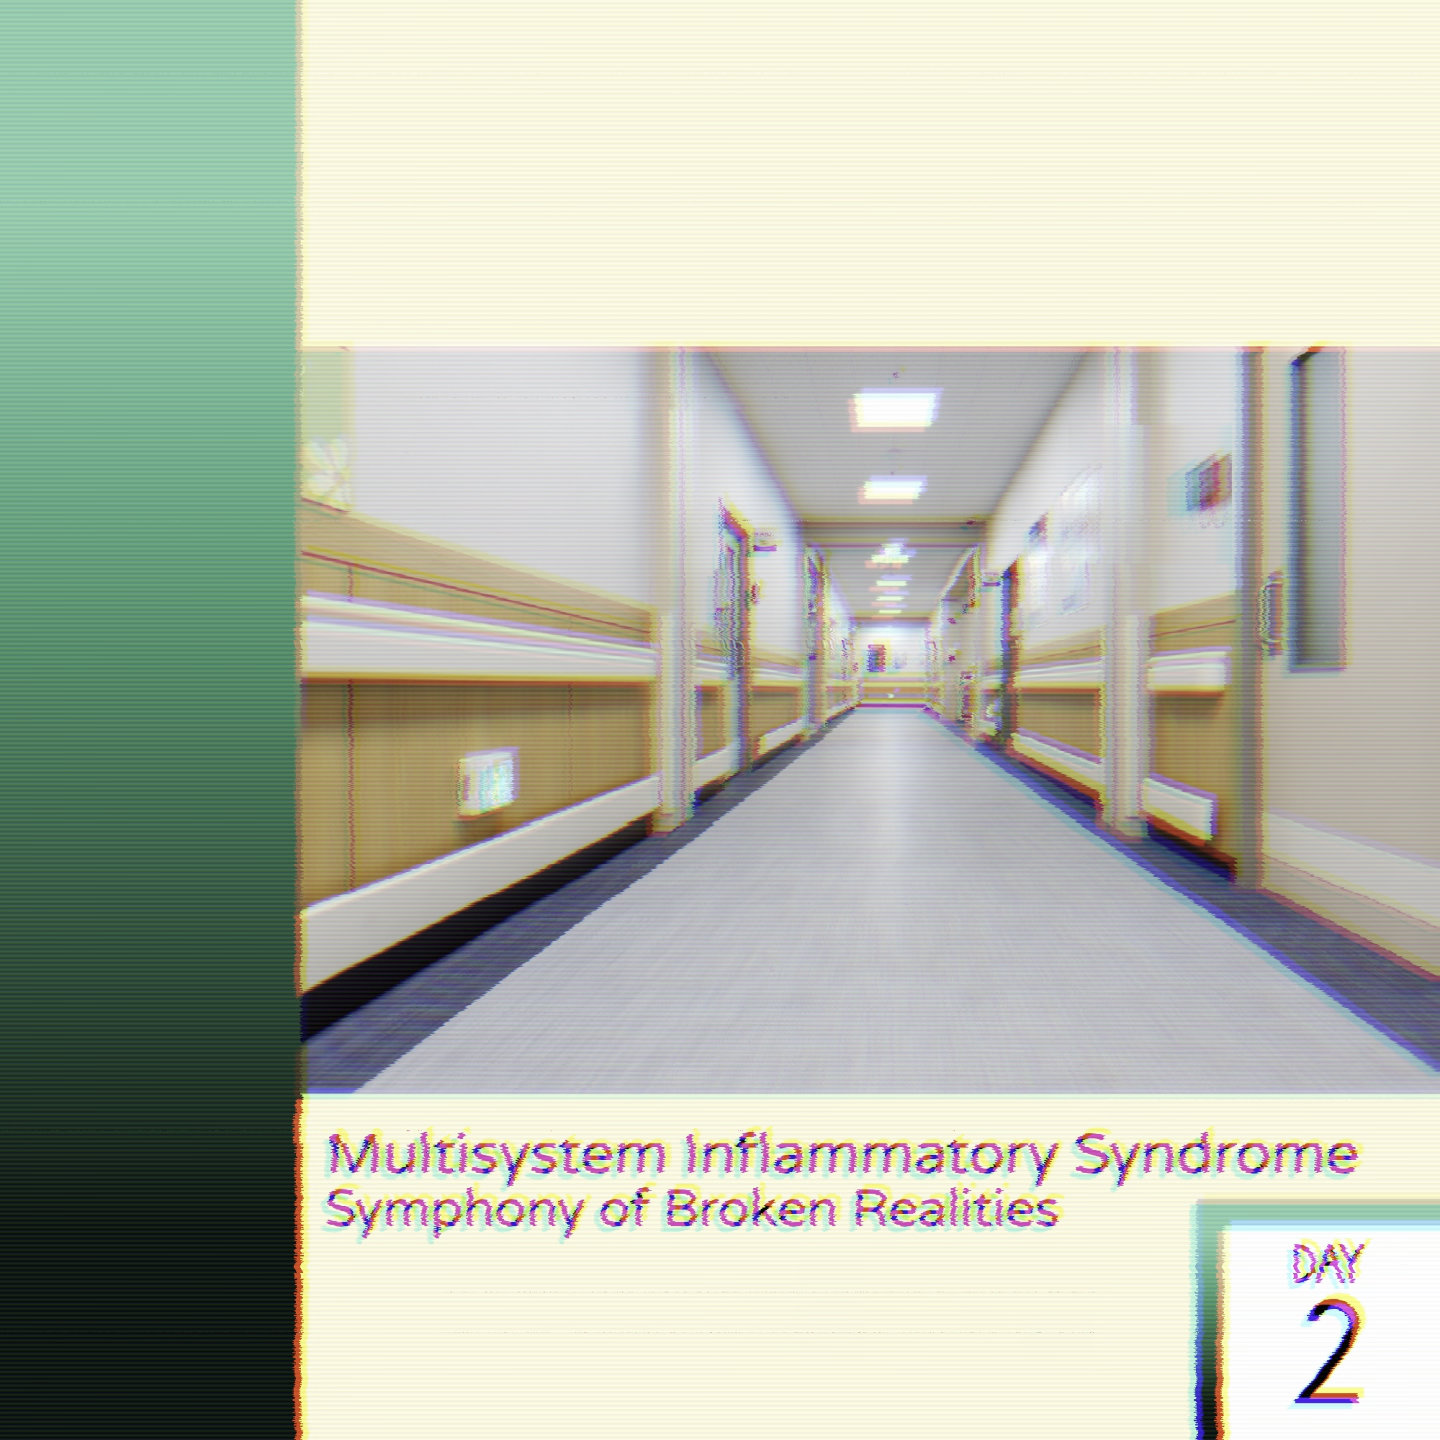 Multisystem Inflammatory Syndrome
Symphony of Broken Realities
DAY
2